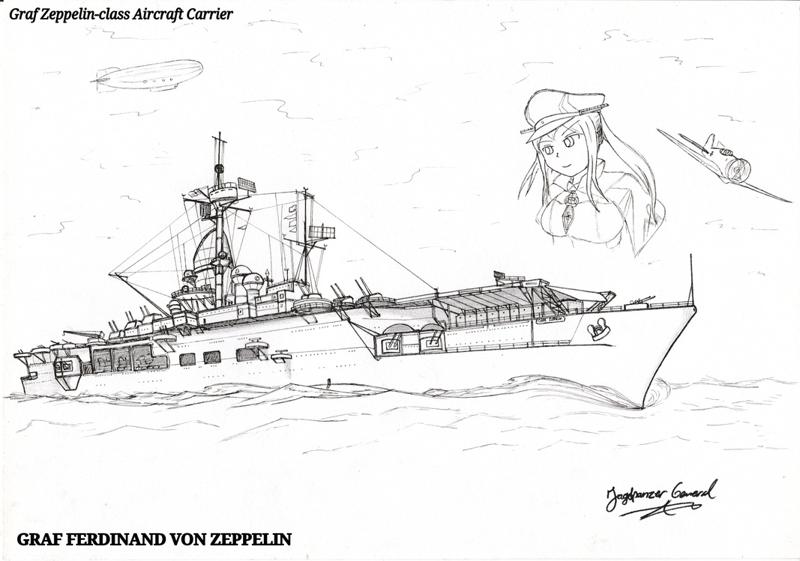 Graf Zeppelin-class Aircraft Carrier
Jagdpanzer General
GRAF FERDINAND VON ZEPPELIN